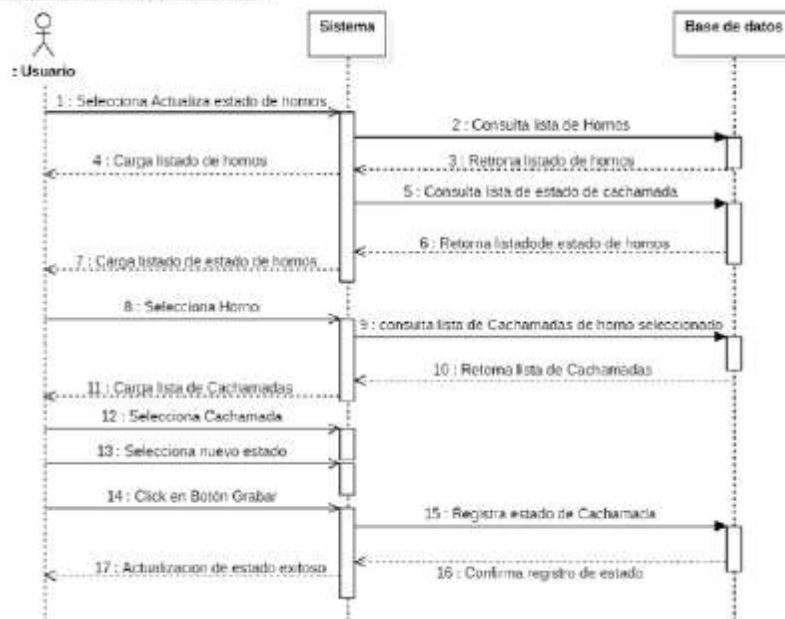 Sistema
Base de datos
: Usuario
1 : Selecciona Actualiza estado de hornos
2 : Consulta lista de Hornos
3 : Retrona listado de hornos
4 : Carga listado de hornos
5 : Consulta lista de estado de cachamada
6 : Retorna listadode estado de hornos
7 : Carga listado de estado de hornos
8 : Selecciona Horno
9 : consulta lista de Cachamadas de horno seleccionado
10 : Retorna lista de Cachamadas
11 : Carga lista de Cachamadas
12 : Selecciona Cachamada
13 : Selecciona nuevo estado
14 : Click en Botón Grabar
15 : Registra estado de Cachamada
16 : Confirma registro de estado
17 : Actualizacion de estado exitoso